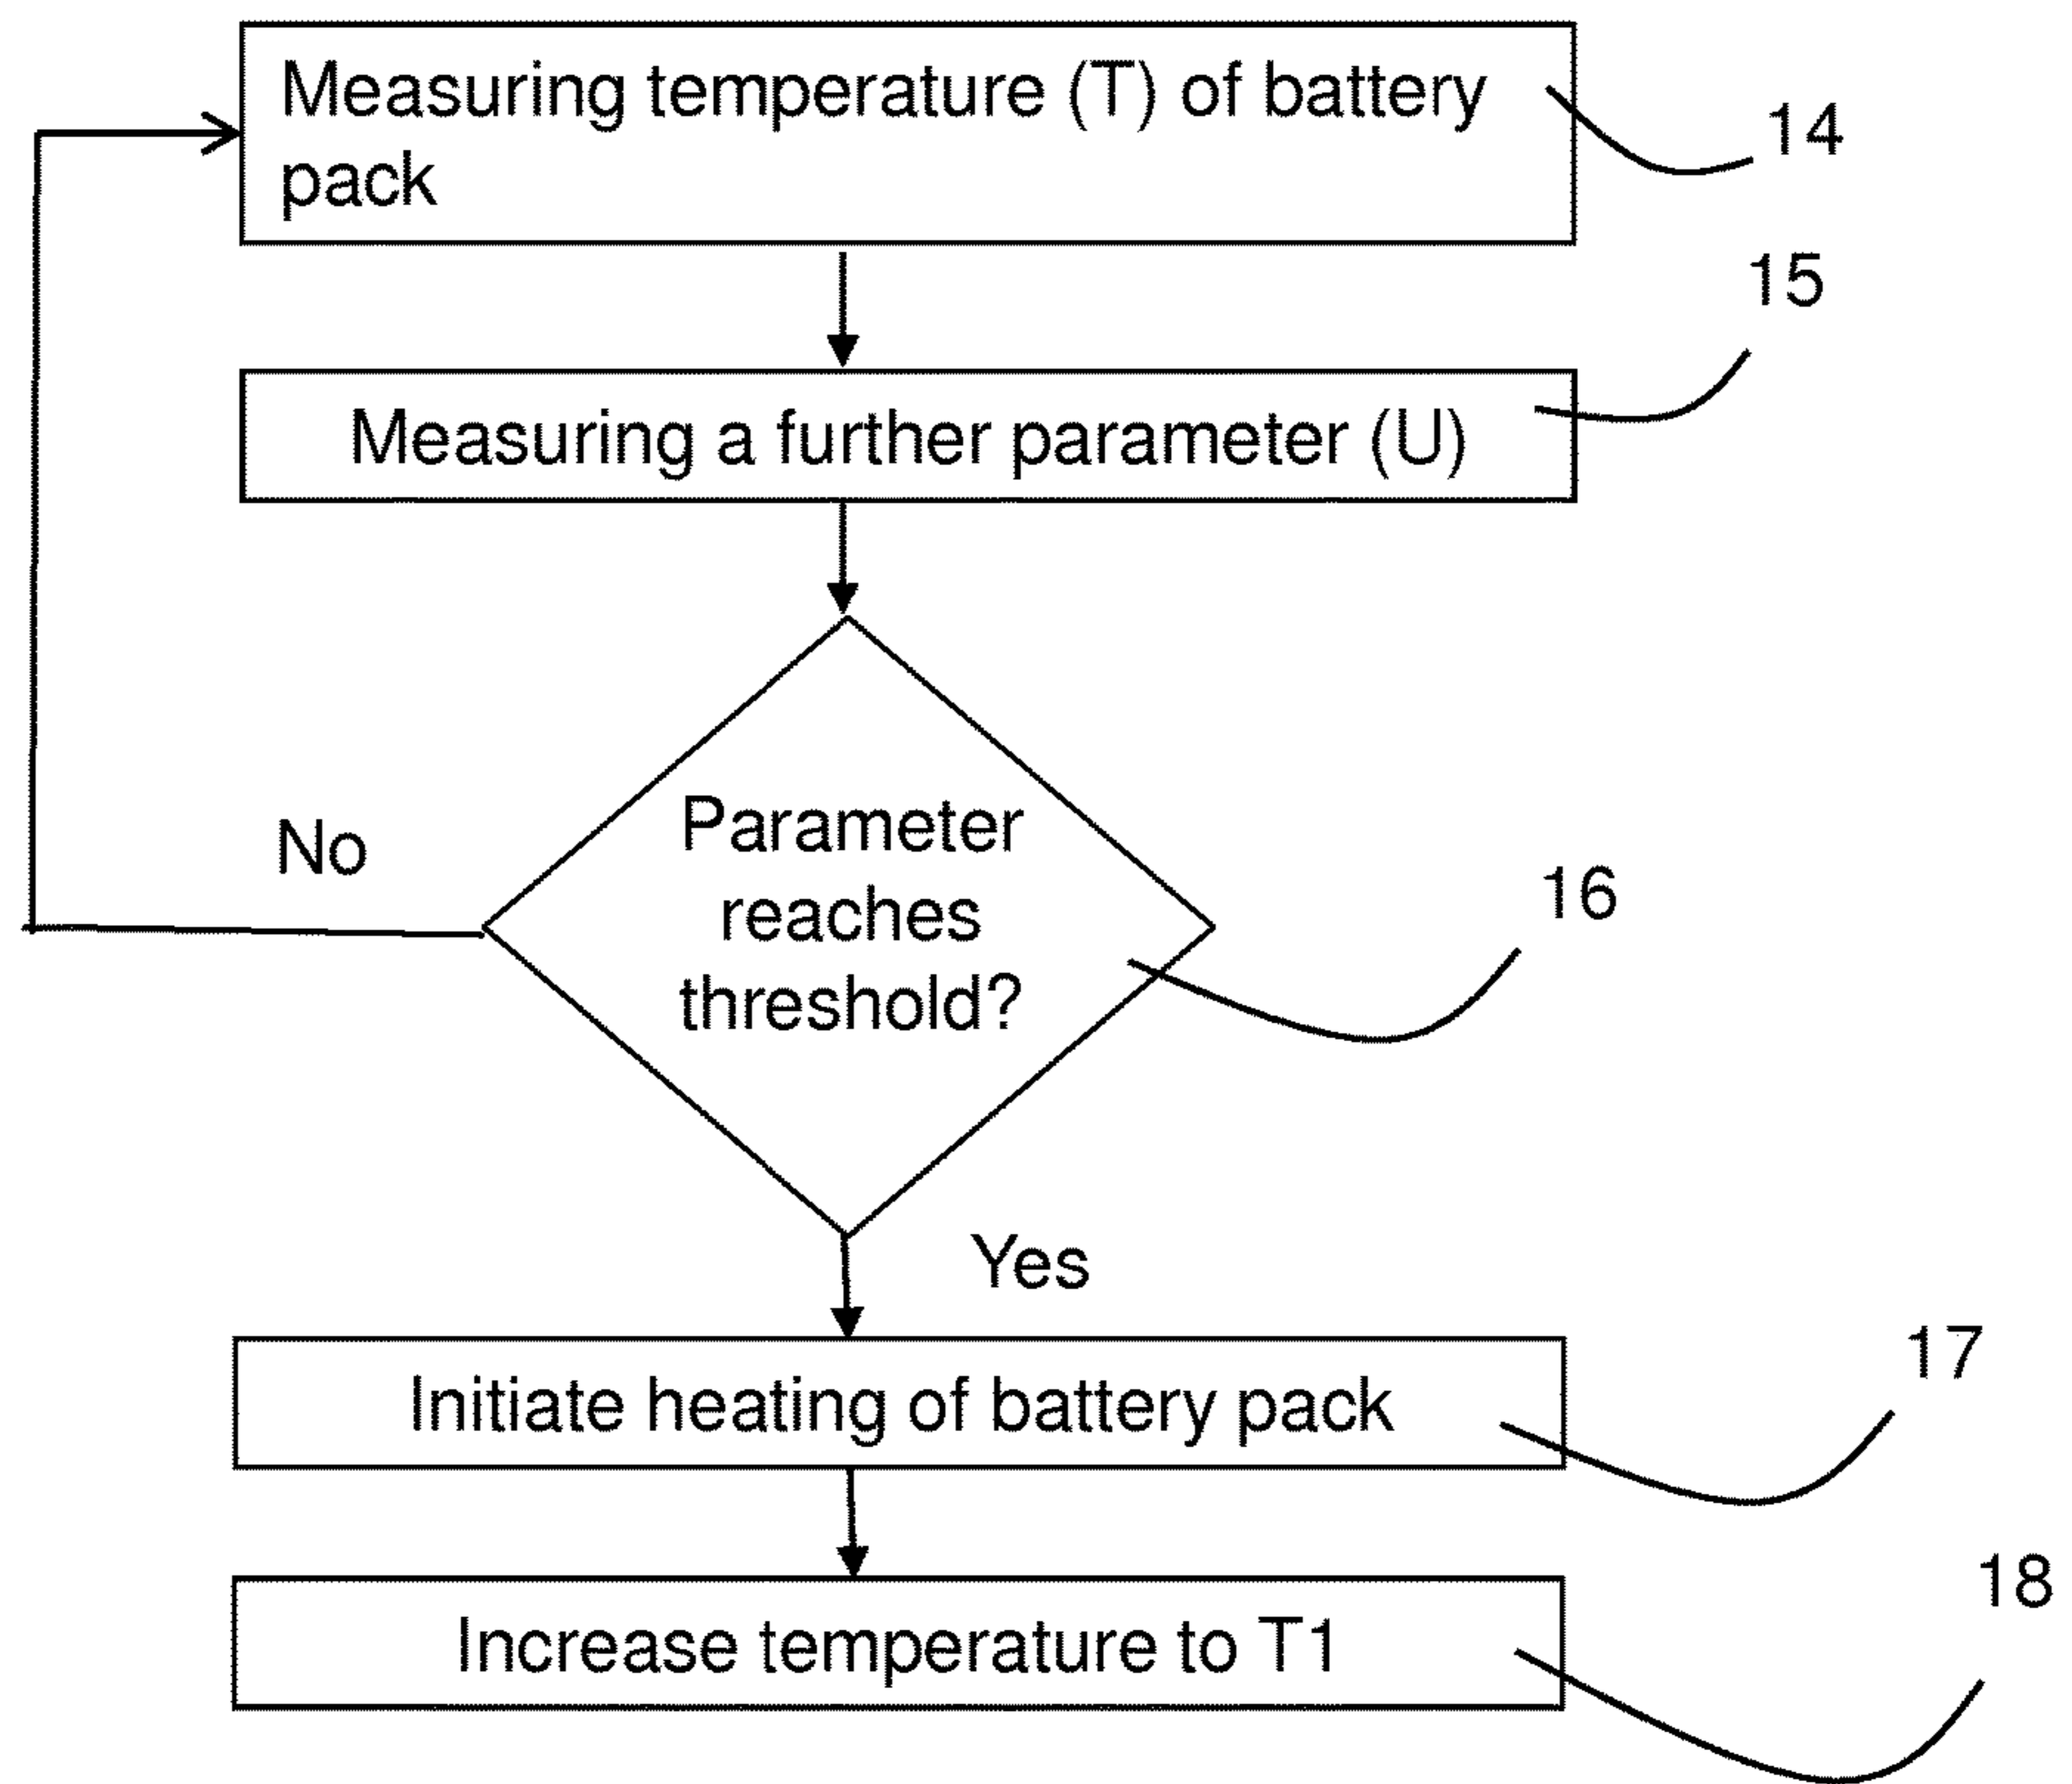 Measuring temperature (T) of battery
pack
14
15
Measuring a further parameter (U)
Parameter
reaches
threshold?
No
16
Yes
17
Initiate heating of battery pack
18
Increase temperature to T1